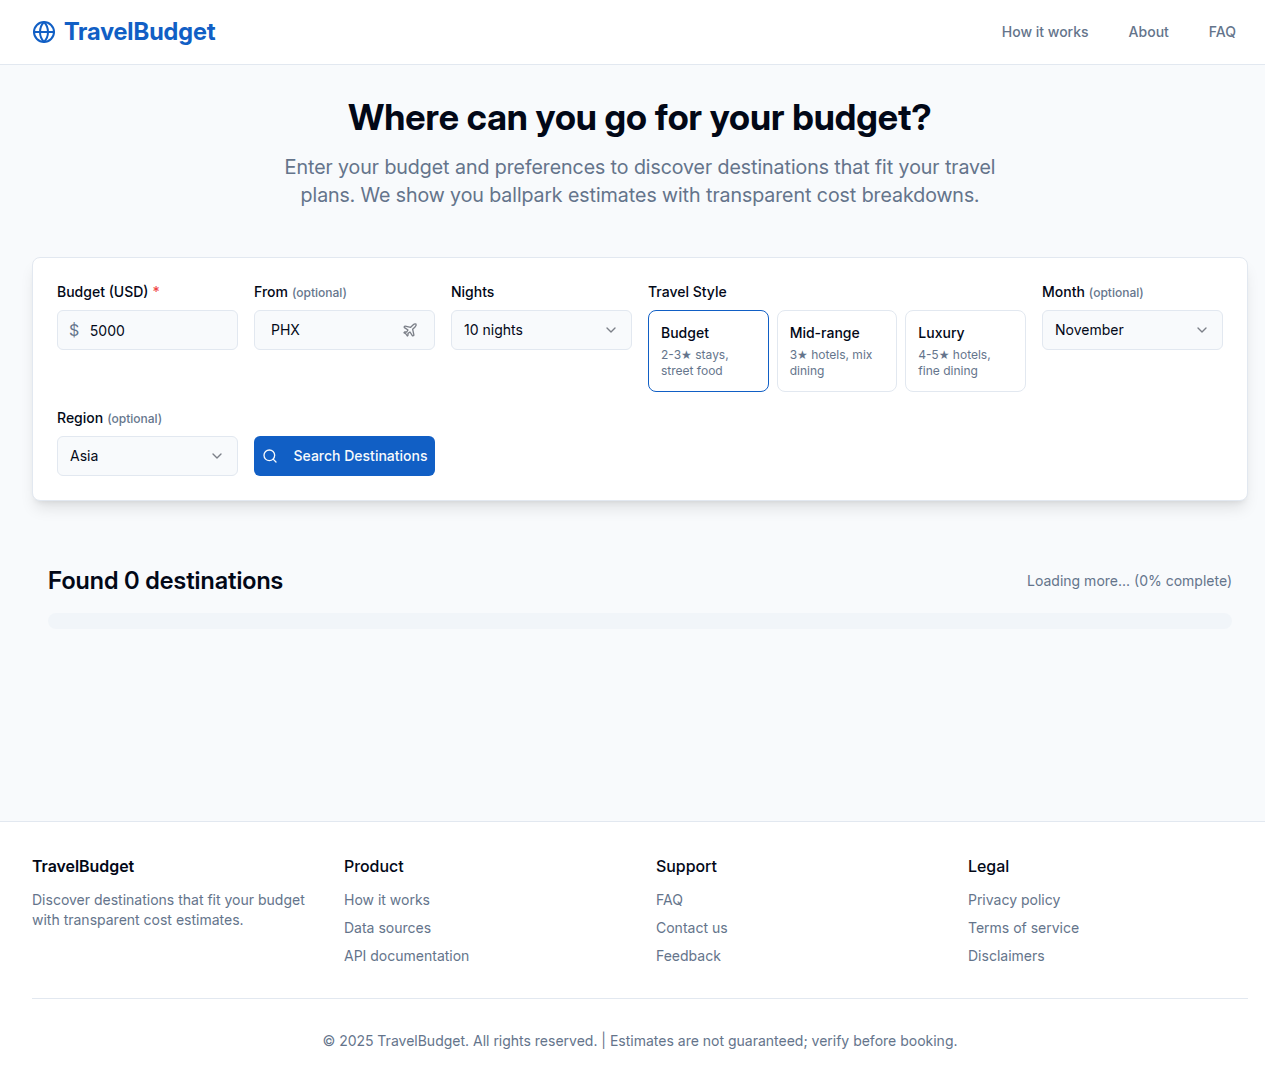 TravelBudget
How it works
About
FAQ
Where can you go for your budget?
Enter your budget and preferences to discover destinations that fit your travel
plans. We show you ballpark estimates with transparent cost breakdowns.
Budget (USD) *
$ 5000
From (optional)
PHX
Nights
10 nights
Travel Style
Budget
2-3★ stays,
street food
Mid-range
3★ hotels, mix
dining
Luxury
4-5★ hotels,
fine dining
Month (optional)
November
Region (optional)
Asia
Search Destinations
Found 0 destinations
Loading more... (0% complete)
TravelBudget
Discover destinations that fit your budget
with transparent cost estimates.
Product
How it works
Data sources
API documentation
Support
FAQ
Contact us
Feedback
Legal
Privacy policy
Terms of service
Disclaimers
© 2025 TravelBudget. All rights reserved. | Estimates are not guaranteed; verify before booking.